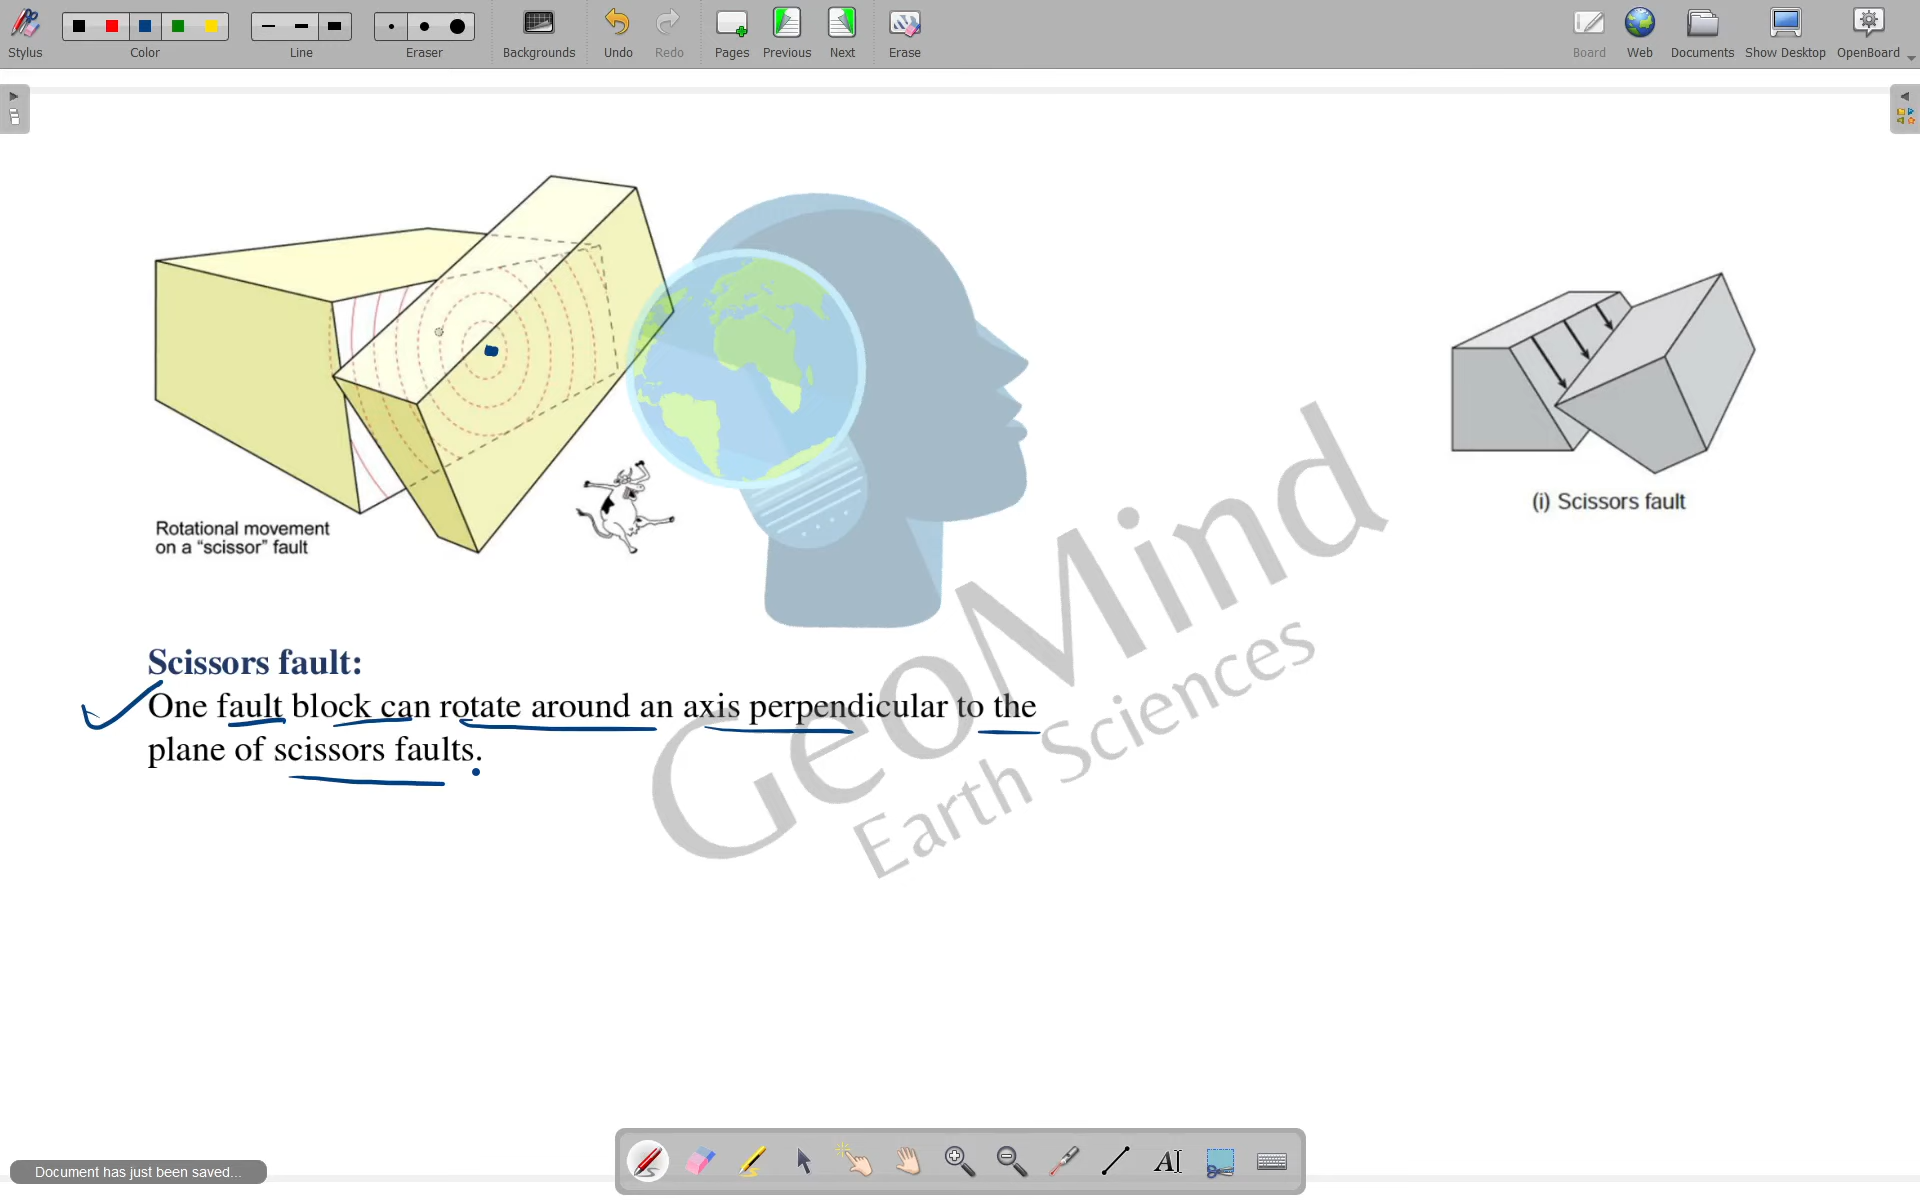 Stylus
Color
Line
Eraser
Backgrounds
Undo
Redo
Pages
Previous
Next
Erase
Board
Web
Documents
Show Desktop
OpenBoard
Rotational movement
on a “scissor” fault
(i) Scissors fault
GeoMind
Earth Sciences
Scissors fault:
One fault block can rotate around an axis perpendicular to the
plane of scissors faults.
Document has just been saved...
AI